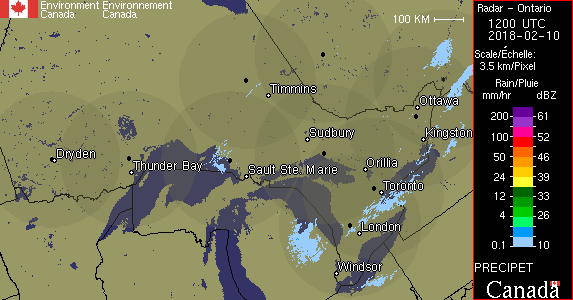 Environment Environnement
Canada Canada
100 KM
Timmins
Ottawa
Sudbury
Kingston
Dryden
Thunder Bay
Sault Ste. Marie
Orillia
Toronto
London
Windsor
Radar - Ontario
1200 UTC
2018-02-10
Scale/Échelle:
3.5 km/Pixel
Rain/Pluie
mm/hr dBZ
200 61
100 52
50 46
24 39
12 33
4 26
0.1 10
PRECIPET
Canada